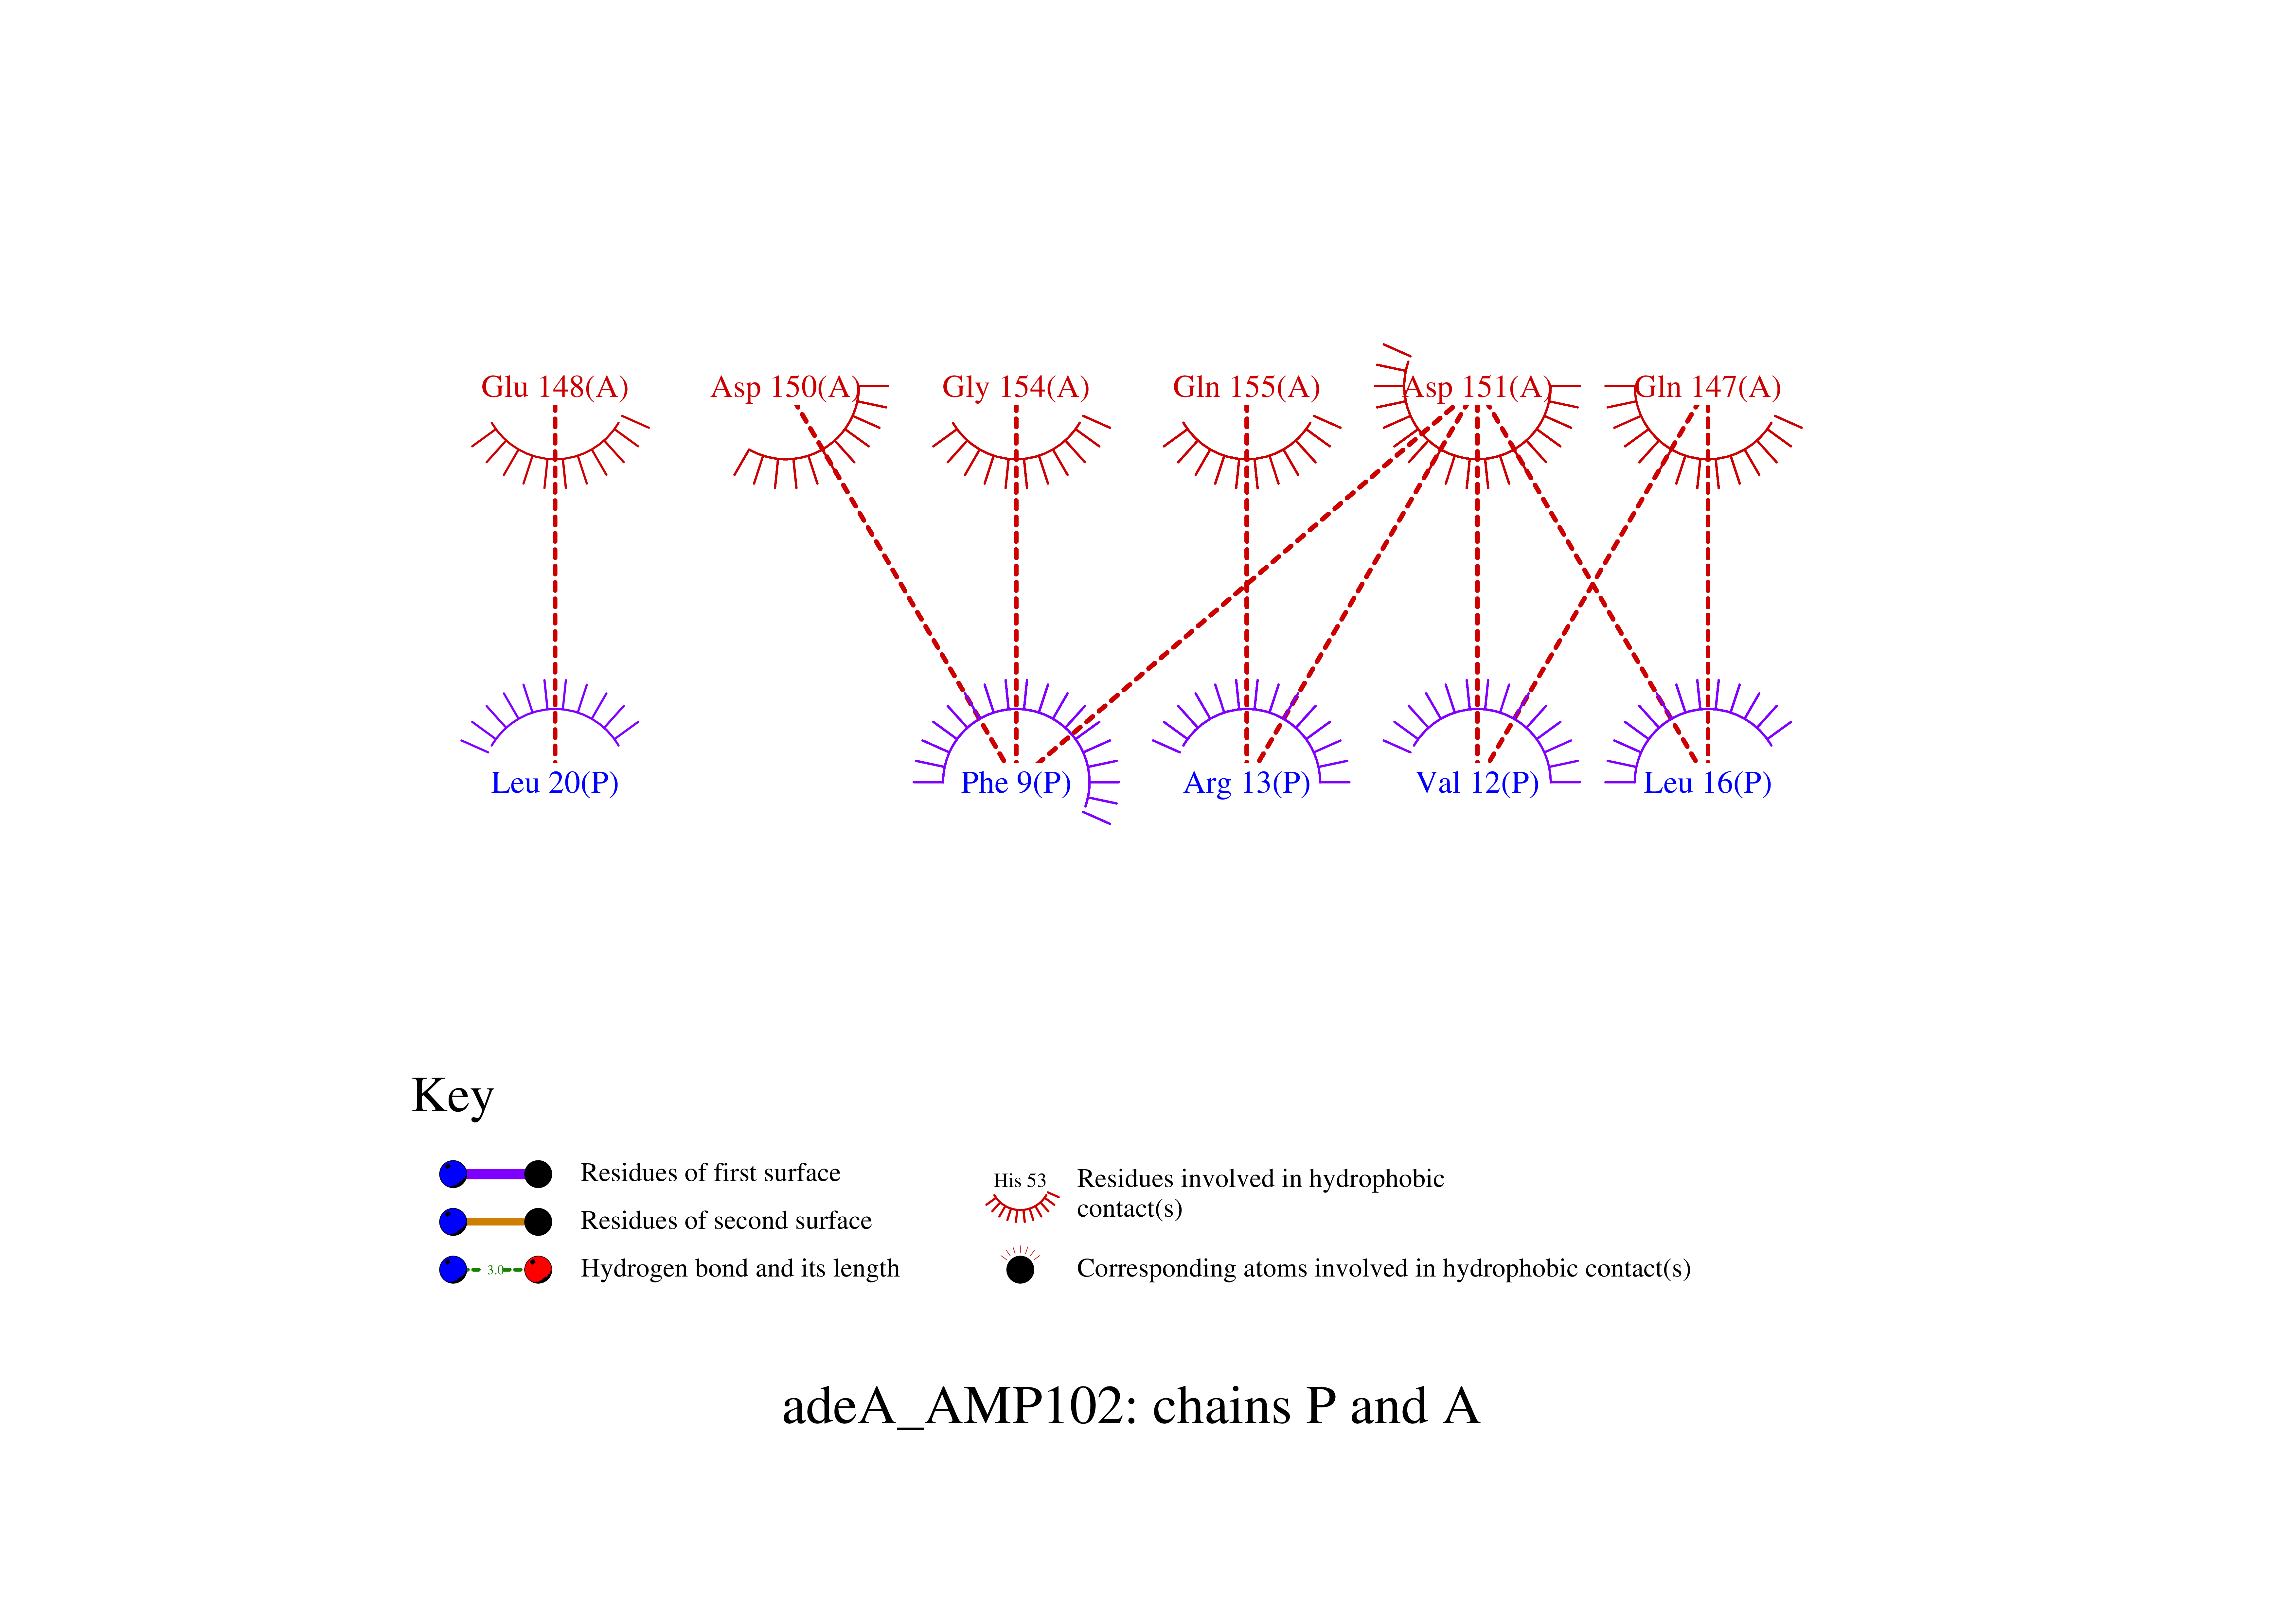 Glu 148(A) Asp 150(A) Gly 154(A) Gln 155(A) Asp 151(A) Gln 147(A)
Leu 20(P) Phe 9(P) Arg 13(P) Val 12(P) Leu 16(P)
Key
Residues of first surface
Residues of second surface
3.0 Hydrogen bond and its length
His 53 Residues involved in hydrophobic
contact(s)
Corresponding atoms involved in hydrophobic contact(s)
adeA_AMP102: chains P and A